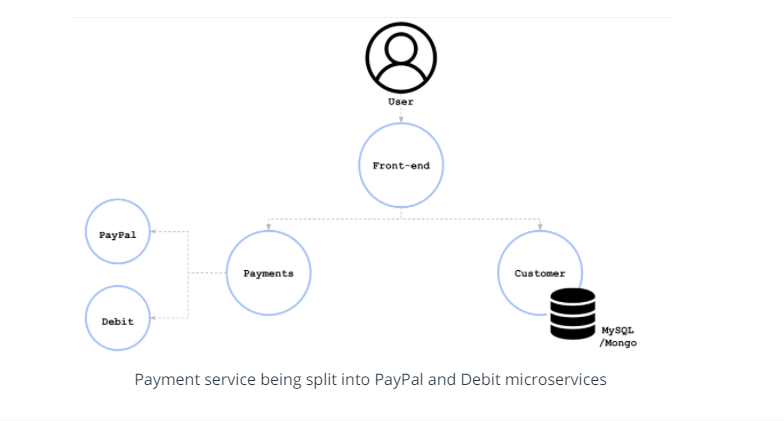 User
Front-end
PayPal
Payments
Customer
Debit
MySQL
/Mongo
Payment service being split into PayPal and Debit microservices